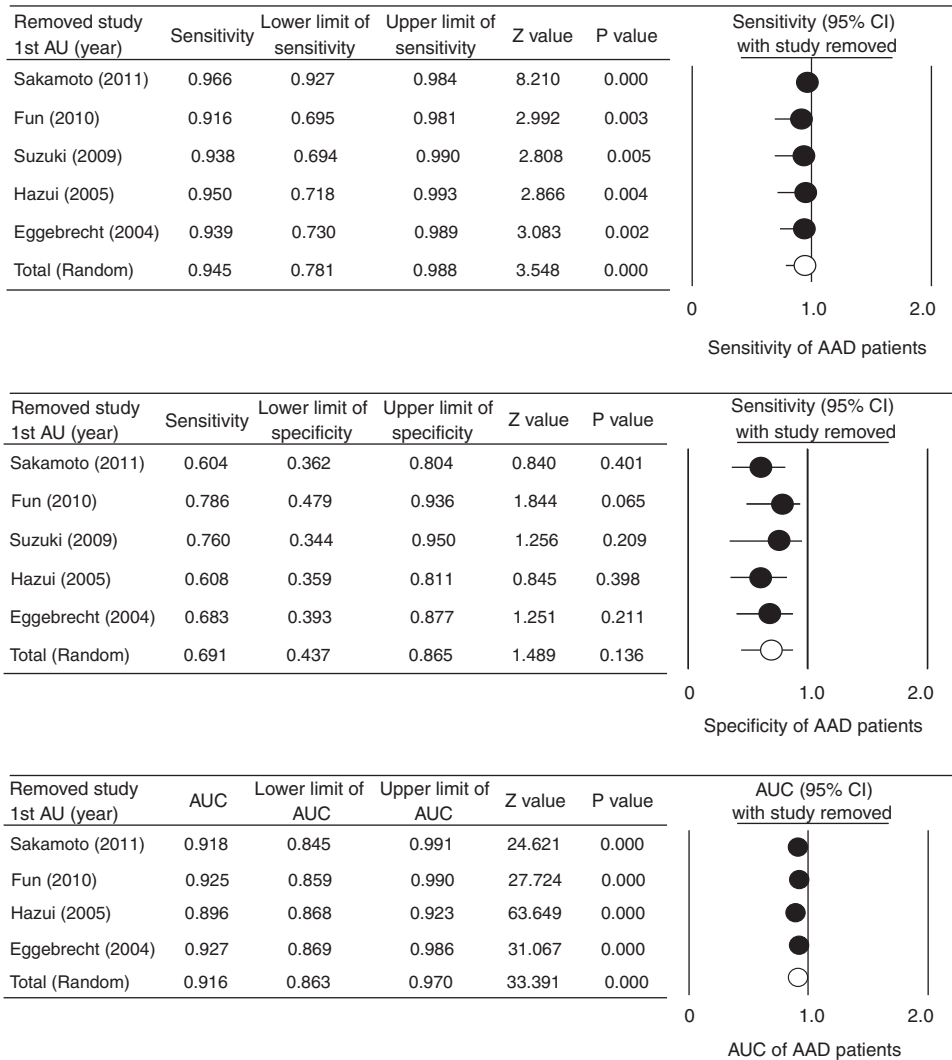 Removed study 1st AU (year) Sensitivity Lower limit of sensitivity Upper limit of sensitivity Z value P value Sensitivity (95% CI) with study removed
Sakamoto (2011) 0.966 0.927 0.984 8.210 0.000
Fun (2010) 0.916 0.695 0.981 2.992 0.003
Suzuki (2009) 0.938 0.694 0.990 2.808 0.005
Hazui (2005) 0.950 0.718 0.993 2.866 0.004
Eggebrecht (2004) 0.939 0.730 0.989 3.083 0.002
Total (Random) 0.945 0.781 0.988 3.548 0.000
0 1.0 2.0
Sensitivity of AAD patients
Removed study 1st AU (year) Sensitivity Lower limit of specificity Upper limit of specificity Z value P value Sensitivity (95% CI) with study removed
Sakamoto (2011) 0.604 0.362 0.804 0.840 0.401
Fun (2010) 0.786 0.479 0.936 1.844 0.065
Suzuki (2009) 0.760 0.344 0.950 1.256 0.209
Hazui (2005) 0.608 0.359 0.811 0.845 0.398
Eggebrecht (2004) 0.683 0.393 0.877 1.251 0.211
Total (Random) 0.691 0.437 0.865 1.489 0.136
0 1.0 2.0
Specificity of AAD patients
Removed study 1st AU (year) AUC Lower limit of AUC Upper limit of AUC Z value P value AUC (95% CI) with study removed
Sakamoto (2011) 0.918 0.845 0.991 24.621 0.000
Fun (2010) 0.925 0.859 0.990 27.724 0.000
Hazui (2005) 0.896 0.868 0.923 63.649 0.000
Eggebrecht (2004) 0.927 0.869 0.986 31.067 0.000
Total (Random) 0.916 0.863 0.970 33.391 0.000
0 1.0 2.0
AUC of AAD patients